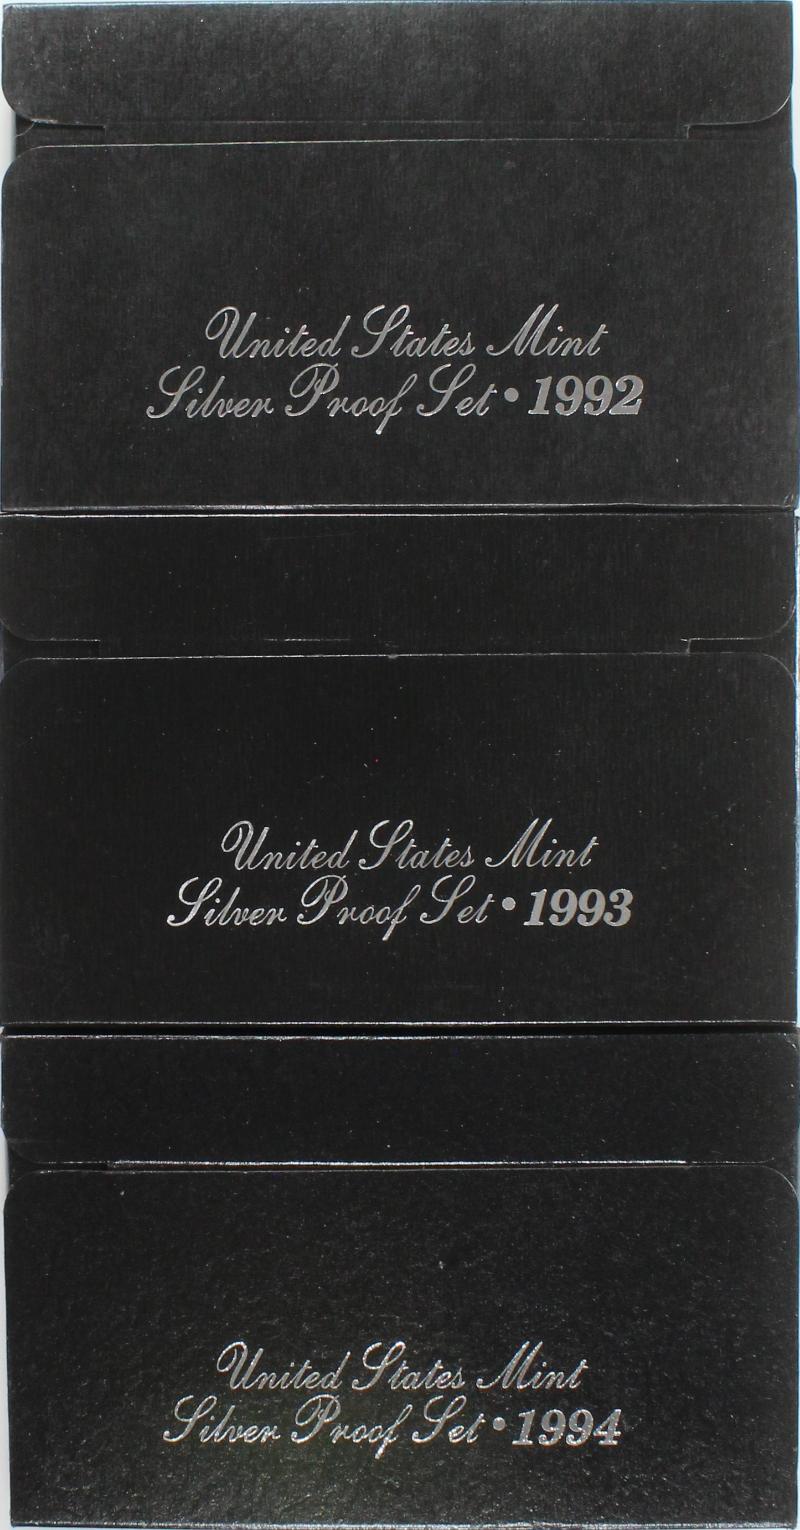 United States Mint
Silver Proof Set • 1992
United States Mint
Silver Proof Set • 1993
United States Mint
Silver Proof Set • 1994